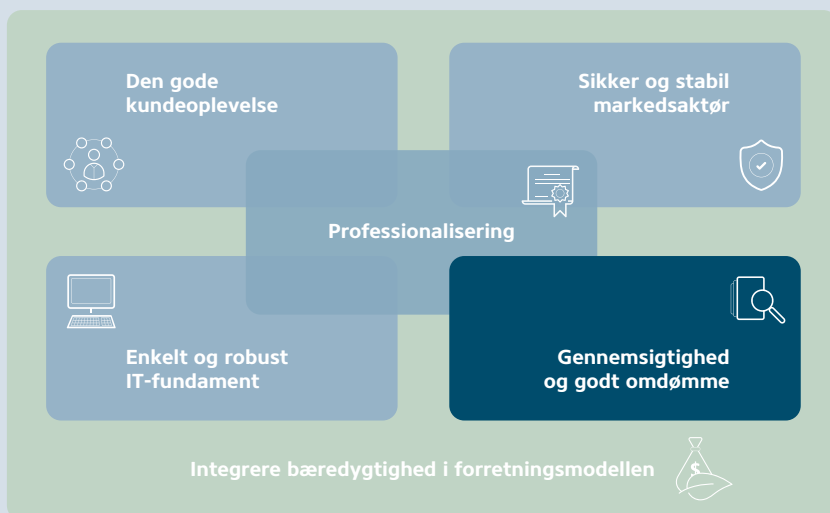 Den gode
kundeoplevelse
Sikker og stabil
markedsaktør
Professionalisering
Enkelt og robust
IT-fundament
Gennemsigtighed
og godt omdømme
Integrere bæredygtighed i forretningsmodellen
$